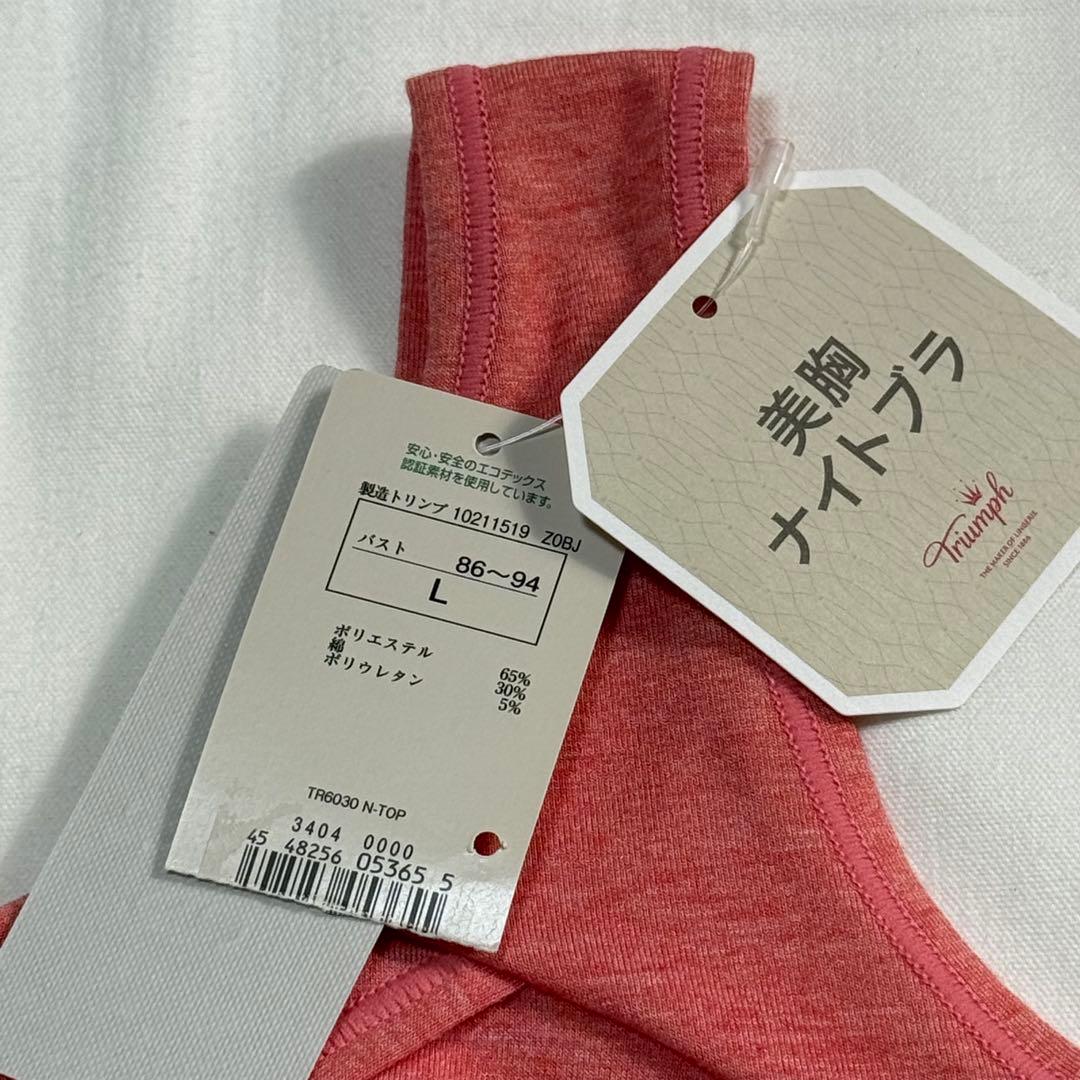 安心・安全のエコテックス
認証素材を使用しています。
製造トリンプ 10211519 Z0BJ
バスト 86〜94
L
ポリエステル 65%
綿 30%
ポリウレタン 5%
TR6030 N-TOP
3404 0000
45 48256 05365 5
美胸
ナイトブラ
Triumph
THE MAKER OF LINGERIE
SINCE 1886